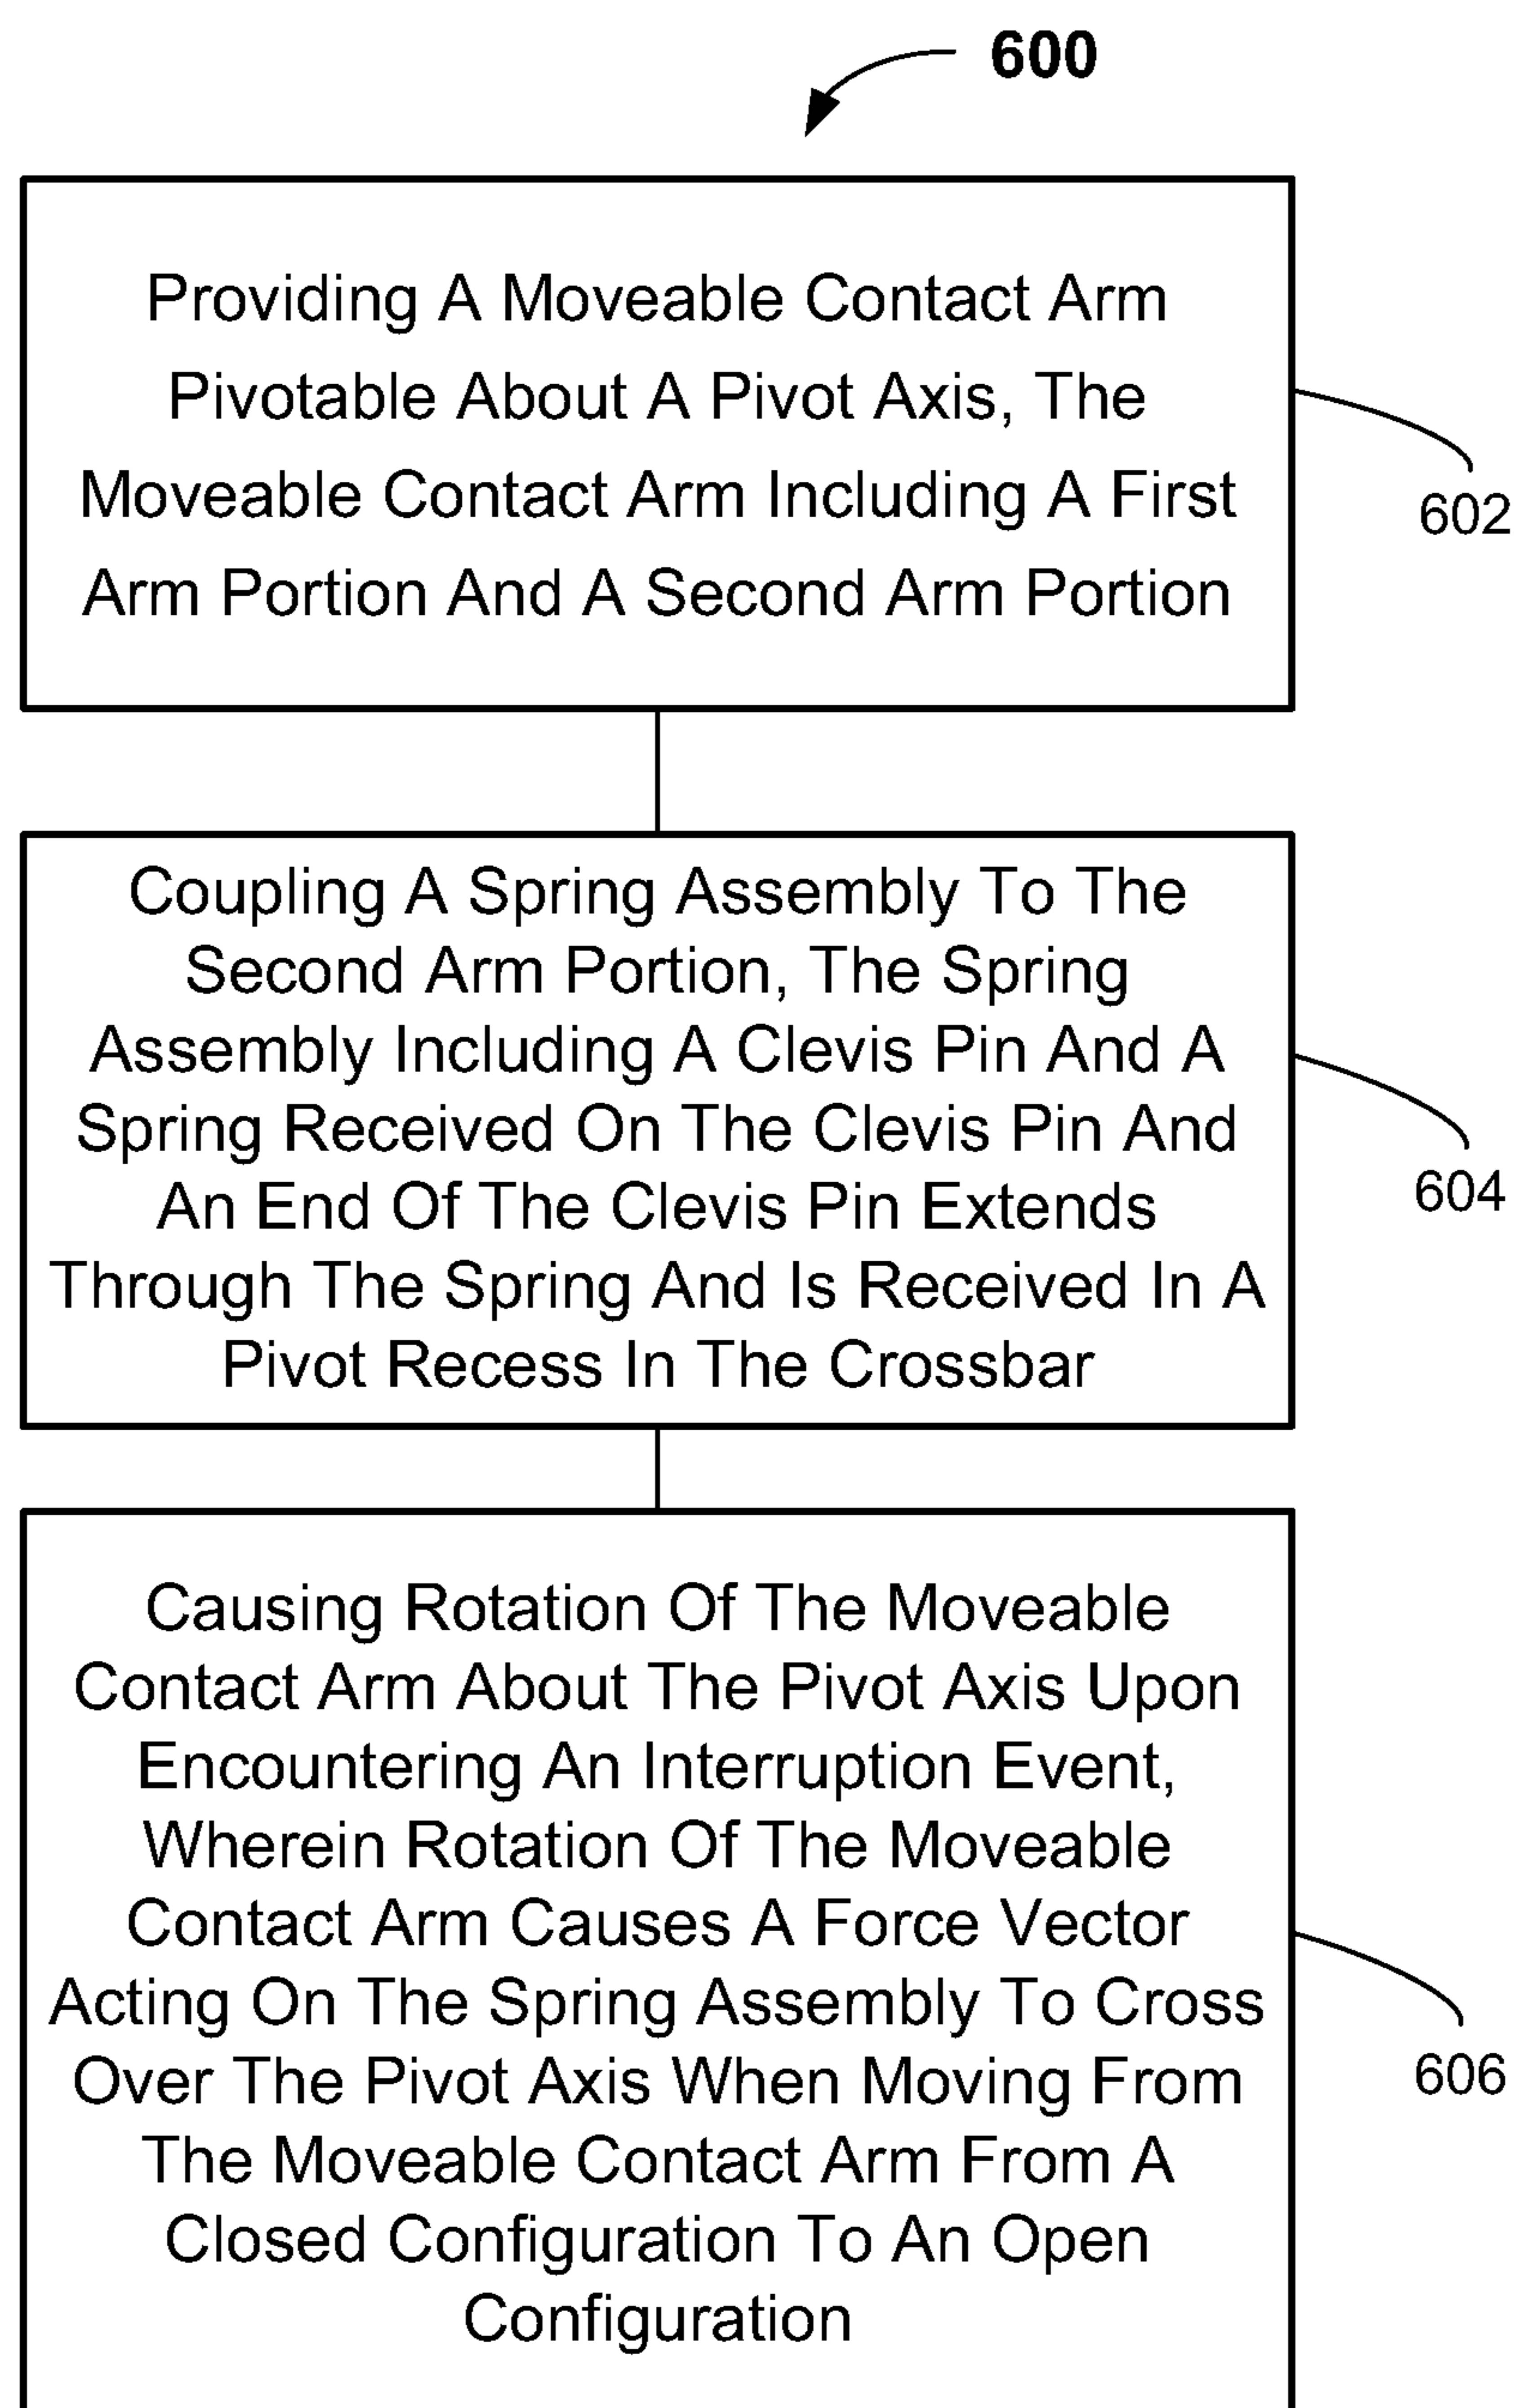 600
Providing A Moveable Contact Arm
Pivotable About A Pivot Axis, The
Moveable Contact Arm Including A First
Arm Portion And A Second Arm Portion
602
Coupling A Spring Assembly To The
Second Arm Portion, The Spring
Assembly Including A Clevis Pin And A
Spring Received On The Clevis Pin And
An End Of The Clevis Pin Extends
Through The Spring And Is Received In A
Pivot Recess In The Crossbar
604
Causing Rotation Of The Moveable
Contact Arm About The Pivot Axis Upon
Encountering An Interruption Event,
Wherein Rotation Of The Moveable
Contact Arm Causes A Force Vector
Acting On The Spring Assembly To Cross
Over The Pivot Axis When Moving From
The Moveable Contact Arm From A
Closed Configuration To An Open
Configuration
606